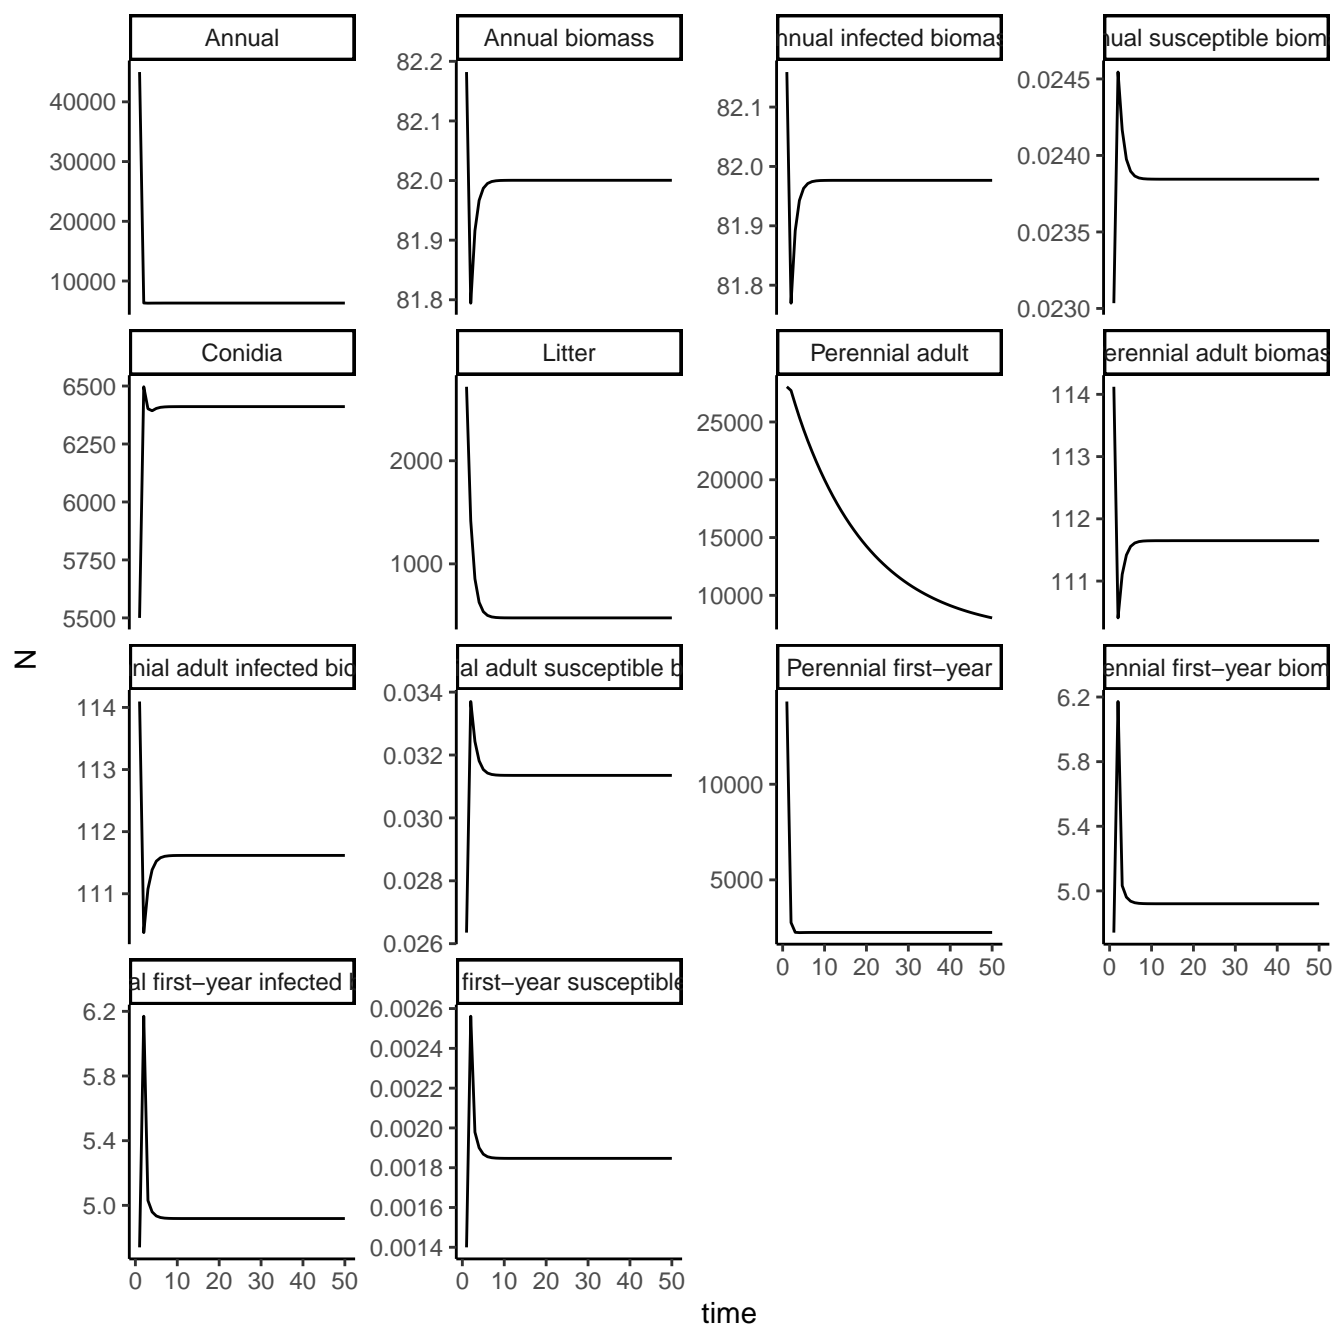 Annual
Annual biomass
nnual infected biomas
nual susceptible biom
82.2
82.1
82.0
81.9
81.8
40000
30000
20000
10000
82.1
82.0
81.9
81.8
0.0245
0.0240
0.0235
0.0230
Conidia
Litter
Perennial adult
erennial adult biomas
6500
6250
6000
5750
5500
2000
1000
25000
20000
15000
10000
114
113
112
111
N
nial adult infected bio
al adult susceptible b
Perennial first−year
ennial first−year biom
114
113
112
111
0.034
0.032
0.030
0.028
0.026
10000
5000
6.2
5.8
5.4
5.0
0 10 20 30 40 50
0 10 20 30 40 50
al first−year infected b
first−year susceptible
6.2
5.8
5.4
5.0
0.0026
0.0024
0.0022
0.0020
0.0018
0.0016
0.0014
0 10 20 30 40 50
0 10 20 30 40 50
time